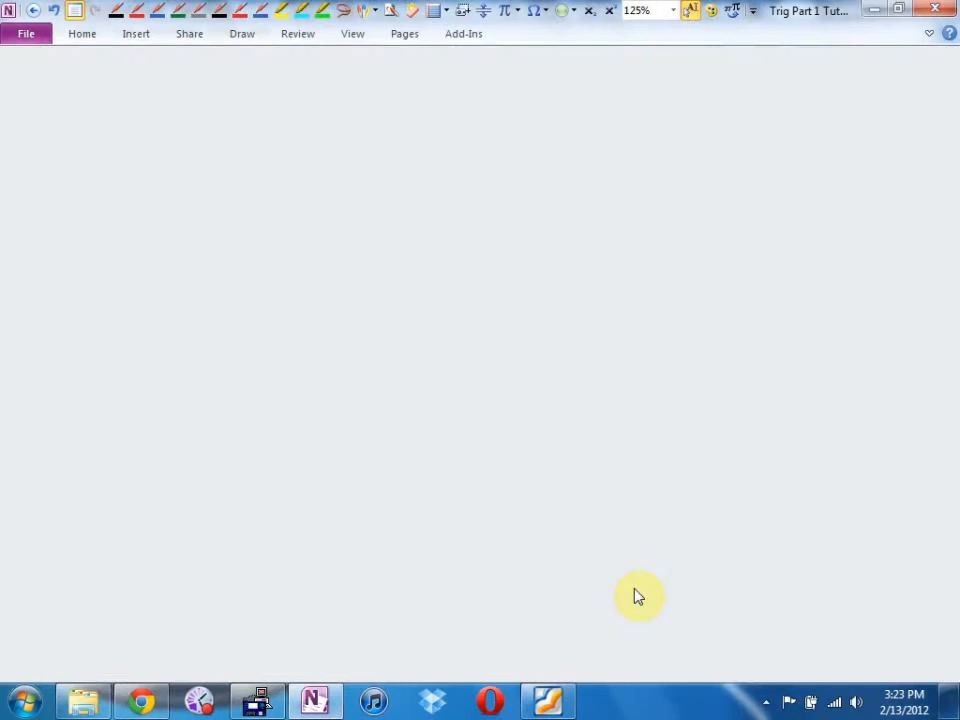 125% Trig Part 1 Tut...
File Home Insert Share Draw Review View Pages Add-Ins
3:23 PM
2/13/2012